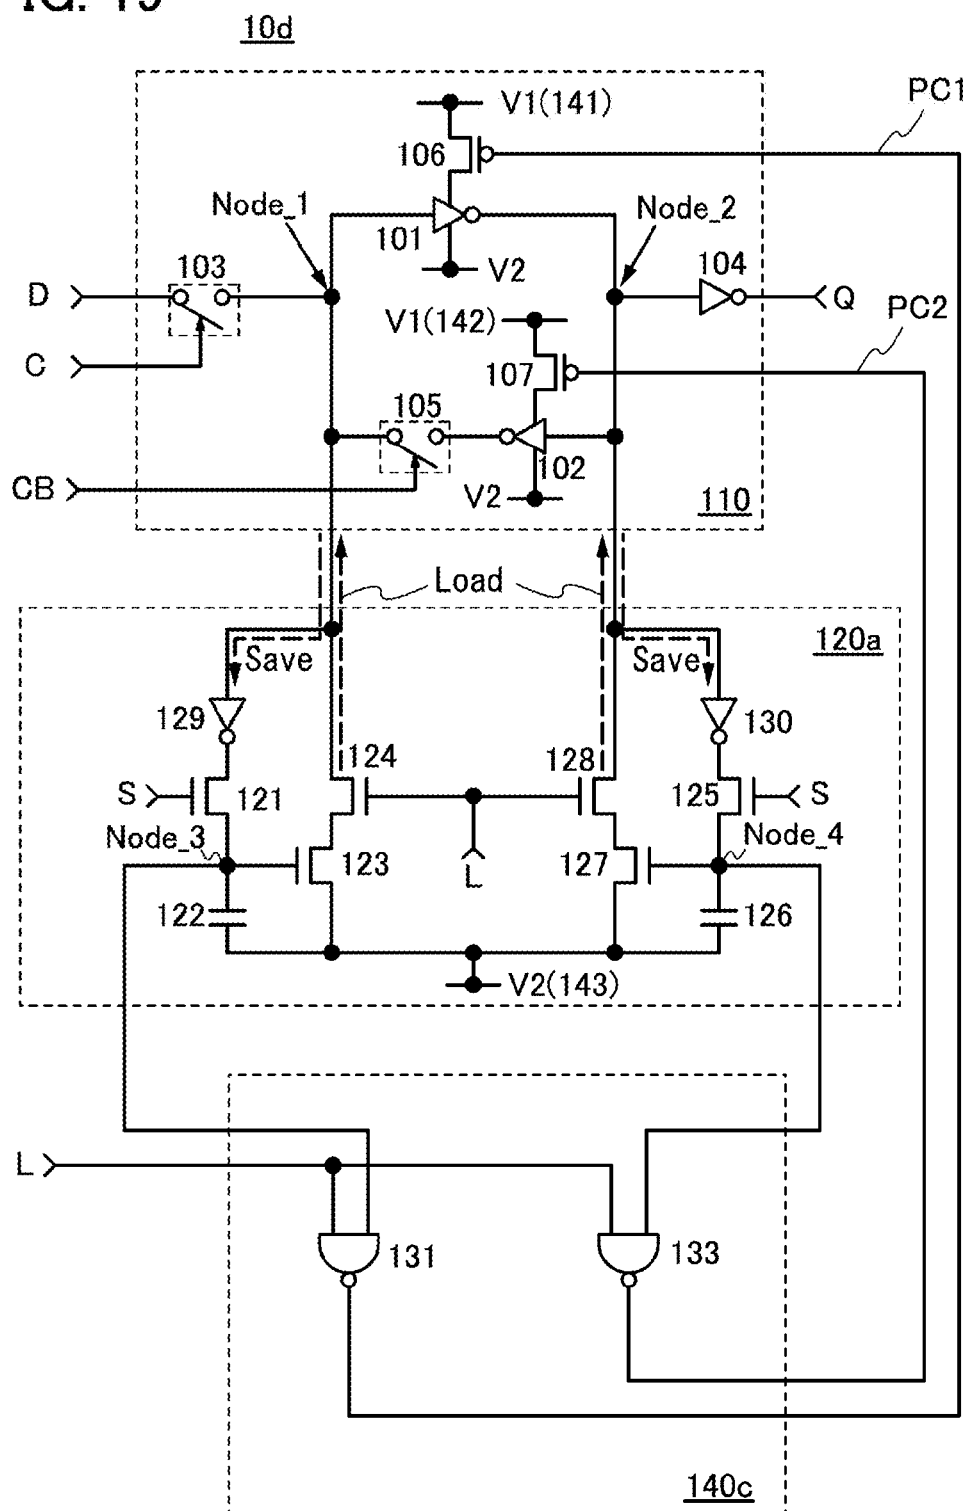 10d
PC1
V1(141)
106
Node_1
Node_2
101
V2
103
104
D
Q
V1(142)
PC2
C
107
105
102
CB
V2
110
Load
120a
Save
Save
129
130
124
128
S
121
125
S
Node_3
Node_4
123
L
127
122
126
V2(143)
L
131
133
140c